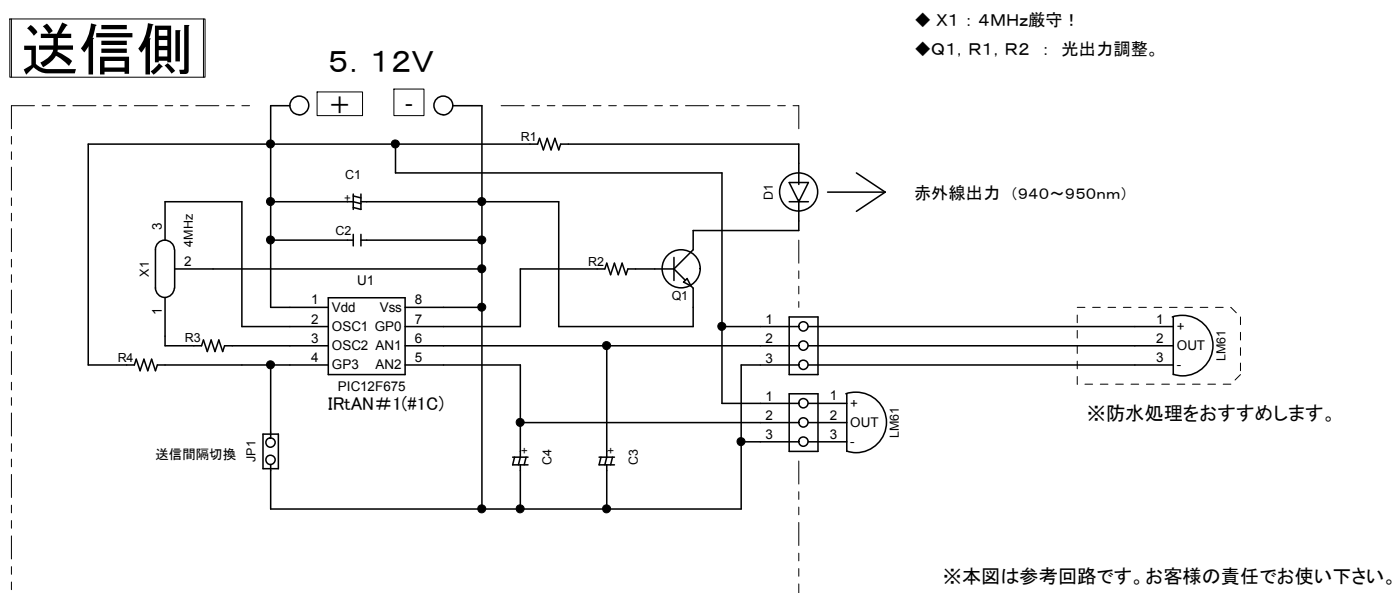 送信側
5. 12V
+
-
◆ X1 : 4MHz厳守！
◆Q1, R1, R2 : 光出力調整。
R1
D1
赤外線出力（940～950nm）
C1
+
C2
3
4MHz
X1
2
1
R2
Q1
U1
1 Vdd Vss 8
2 OSC1 GP0 7
3 OSC2 AN1 6
4 GP3 AN2 5
PIC12F675
IRtAN＃1(#1C)
R3
R4
送信間隔切換
JP1
+
C4
+
C3
1
2
3
1 +
2 OUT
3 -
LM61
※防水処理をおすすめします。
1 1 +
2 2 OUT
3 3 -
LM61
※本図は参考回路です。お客様の責任でお使い下さい。